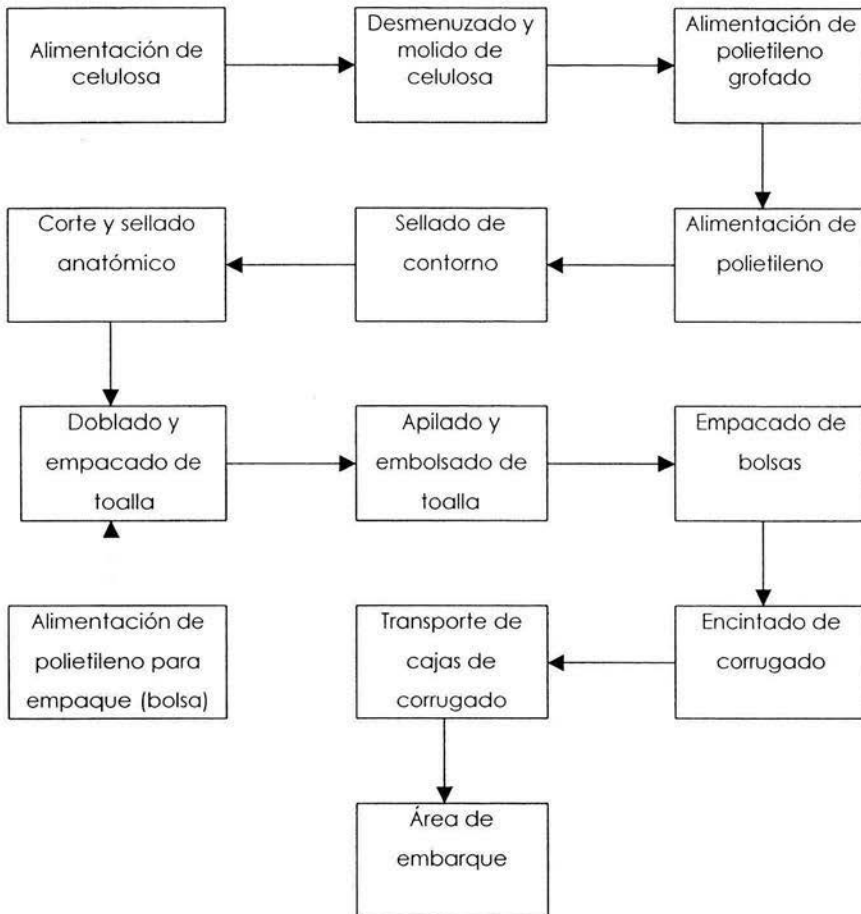 Alimentación de
celulosa
Desmenuzado y
molido de
celulosa
Alimentación de
polietileno
grofado
Corte y sellado
anatómico
Sellado de
contorno
Alimentación de
polietileno
Doblado y
empacado de
toalla
Apilado y
embolsado de
toalla
Empacado de
bolsas
Alimentación de
polietileno para
empaque (bolsa)
Transporte de
cajas de
corrugado
Encintado de
corrugado
Área de
embarque